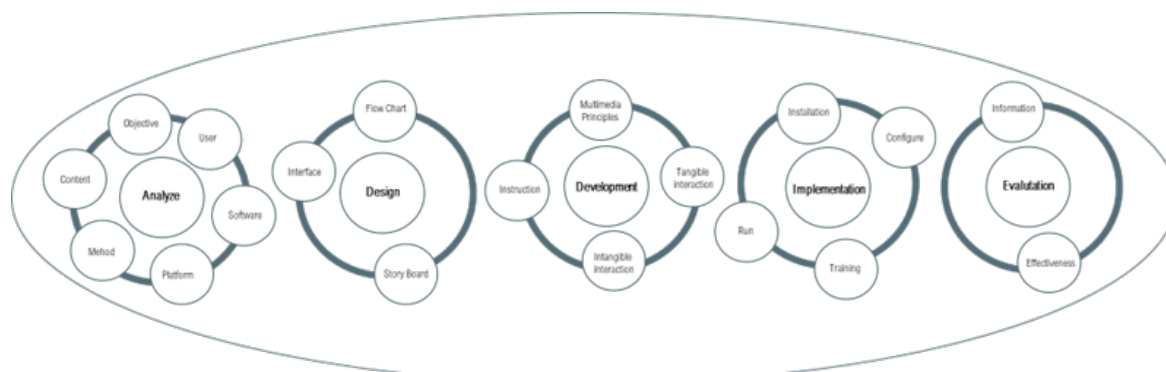 Objective
User
Content
Analyze
Software
Mehod
Platform
Flow Chart
Interface
Design
Story Board
Multimedia
Principles
Instruction
Development
Tangible
interaction
Intangible
interaction
Installation
Configure
Implementation
Run
Training
Information
Evalutation
Effectiveness